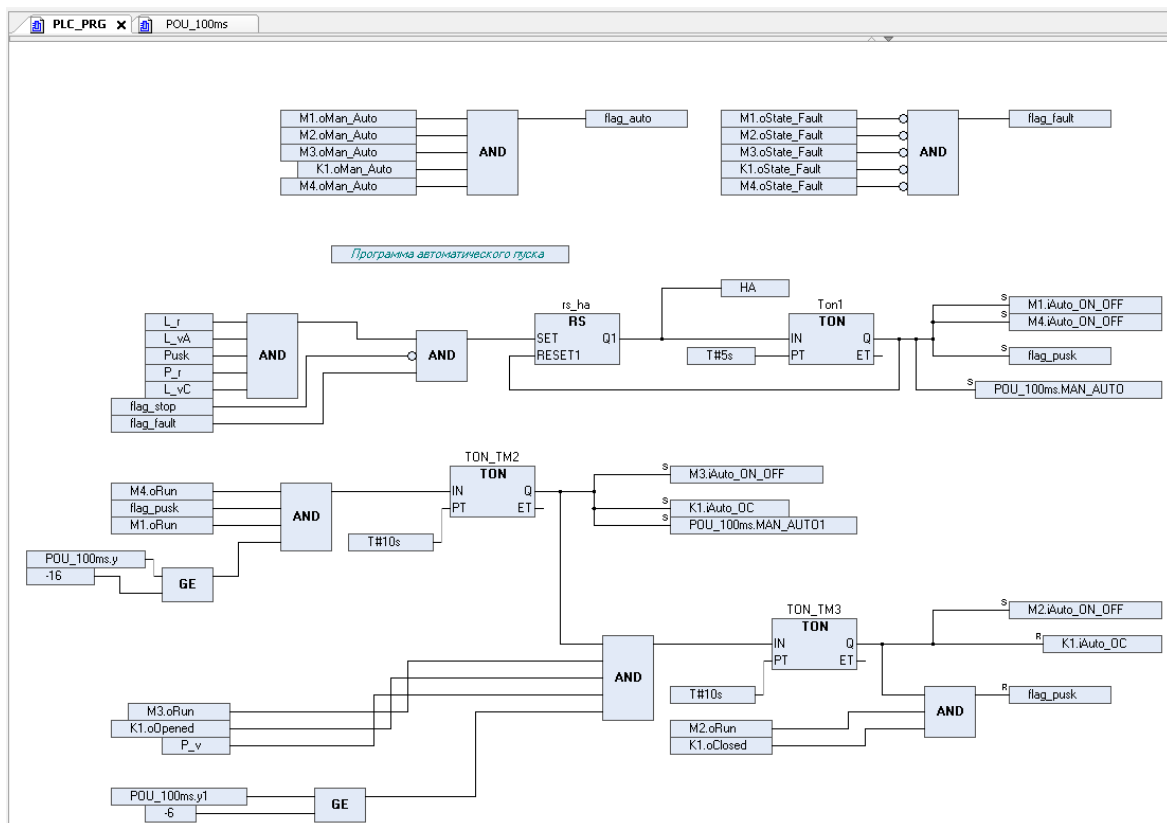 PLC_PRG X POU_100ms
M1.oMan_Auto
M2.oMan_Auto
M3.oMan_Auto
K1.oMan_Auto
M4.oMan_Auto
AND
flag_auto
M1.oState_Fault
M2.oState_Fault
M3.oState_Fault
K1.oState_Fault
M4.oState_Fault
AND
flag_fault
Программа автоматического пуска
L_r
L_vA
Pusk
P_r
L_vC
flag_stop
flag_fault
AND
AND
rs_ha
RS
SET Q1
RESET1
HA
T#5s
Ton1
TON
IN Q
PT ET
S M1.iAuto_ON_OFF
S M4.iAuto_ON_OFF
S flag_pusk
S POU_100ms.MAN_AUTO
M4.oRun
flag_pusk
M1.oRun
POU_100ms.y
-16
GE
AND
T#10s
TON_TM2
TON
IN Q
PT ET
S M3.iAuto_ON_OFF
S K1.iAuto_OC
S POU_100ms.MAN_AUTO1
M3.oRun
K1.oOpened
P_v
POU_100ms.y1
-6
GE
AND
T#10s
TON_TM3
TON
IN Q
PT ET
S M2.iAuto_ON_OFF
R K1.iAuto_OC
M2.oRun
K1.oClosed
AND
R flag_pusk